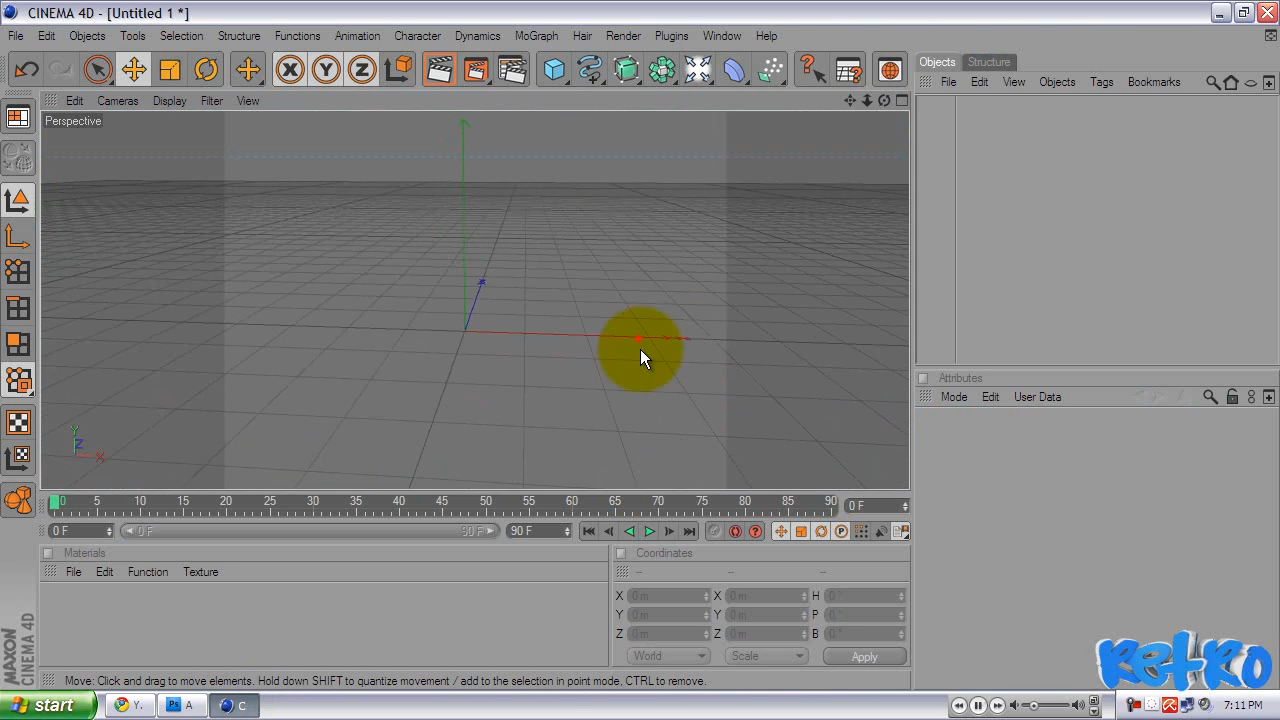 CINEMA 4D - [Untitled 1 *]
File Edit Objects Tools Selection Structure Functions Animation Character Dynamics MoGraph Hair Render Plugins Window Help
X Y Z
Objects Structure
File Edit View Objects Tags Bookmarks
Edit Cameras Display Filter View
Perspective
Attributes
Mode Edit User Data
Y
Z
X
0 5 10 15 20 25 30 35 40 45 50 55 60 65 70 75 80 85 90 0 F
0 F 0 F 90 F 90 F
Materials
File Edit Function Texture
Coordinates
-- -- --
X 0 m X 0 m H 0 °
Y 0 m Y 0 m P 0 °
Z 0 m Z 0 m B 0 °
World Scale Apply
MAXON
CINEMA 4D
Move: Click and drag to move elements. Hold down SHIFT to quantize movement / add to the selection in point mode, CTRL to remove.
retro
start Y. Ps A C 7:11 PM